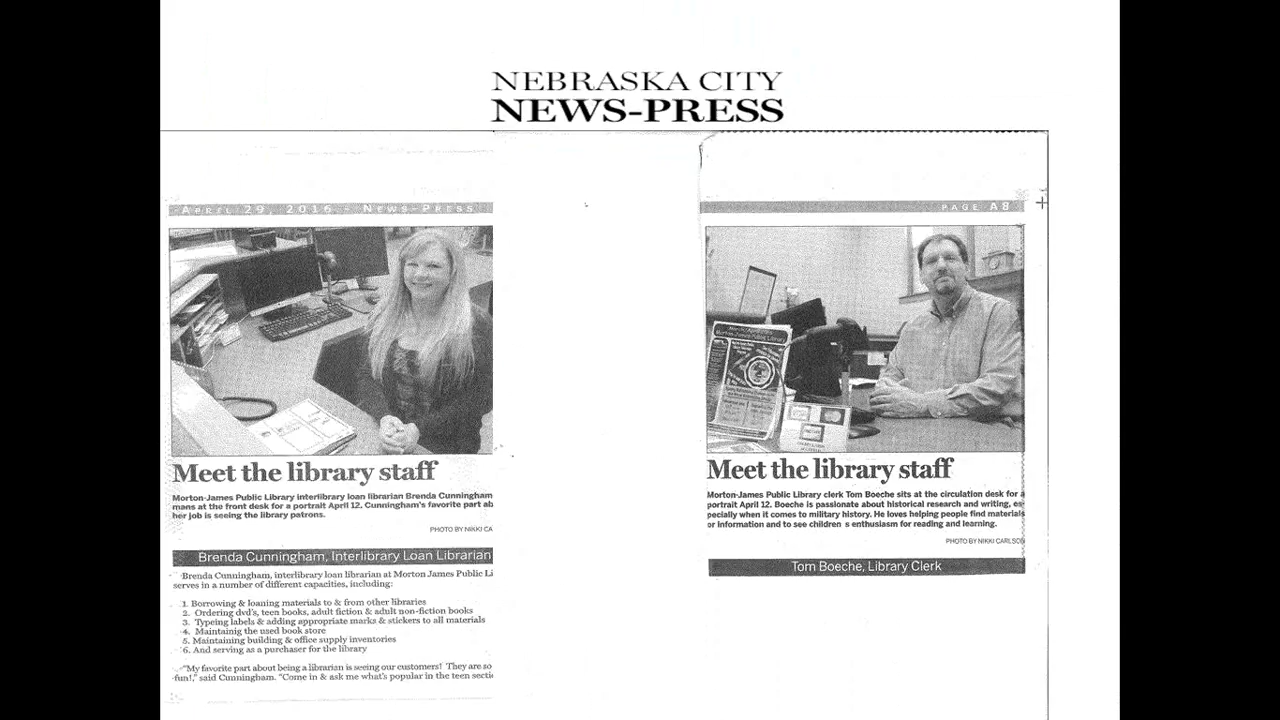 NEBRASKA CITY
NEWS-PRESS
APRIL 29, 2016 - NEWS-PRESS
Meet the library staff
Morton-James Public Library interlibrary loan librarian Brenda Cunningham
mans at the front desk for a portrait April 12. Cunningham's favorite part ab
her job is seeing the library patrons.
PHOTO BY NIKKI CA
Brenda Cunningham, Interlibrary Loan Librarian
Brenda Cunningham, interlibrary loan librarian at Morton James Public Li
serves in a number of different capacities, including:
1. Borrowing & loaning materials to & from other libraries
2. Ordering dvd's, teen books, adult fiction & adult non-fiction books
3. Typeing labels & adding appropriate marks & stickers to all materials
4. Maintainig the used book store
5. Maintaining building & office supply inventories
6. And serving as a purchaser for the library
"My favorite part about being a librarian is seeing our customers! They are so
fun!," said Cunningham. "Come in & ask me what's popular in the teen secti
PAGE A8
Morton-James Public Library
Meet the library staff
Morton-James Public Library clerk Tom Boeche sits at the circulation desk for a
portrait April 12. Boeche is passionate about historical research and writing, es-
pecially when it comes to military history. He loves helping people find materials
or information and to see children s enthusiasm for reading and learning.
PHOTO BY NIKKI CARLSON
Tom Boeche, Library Clerk